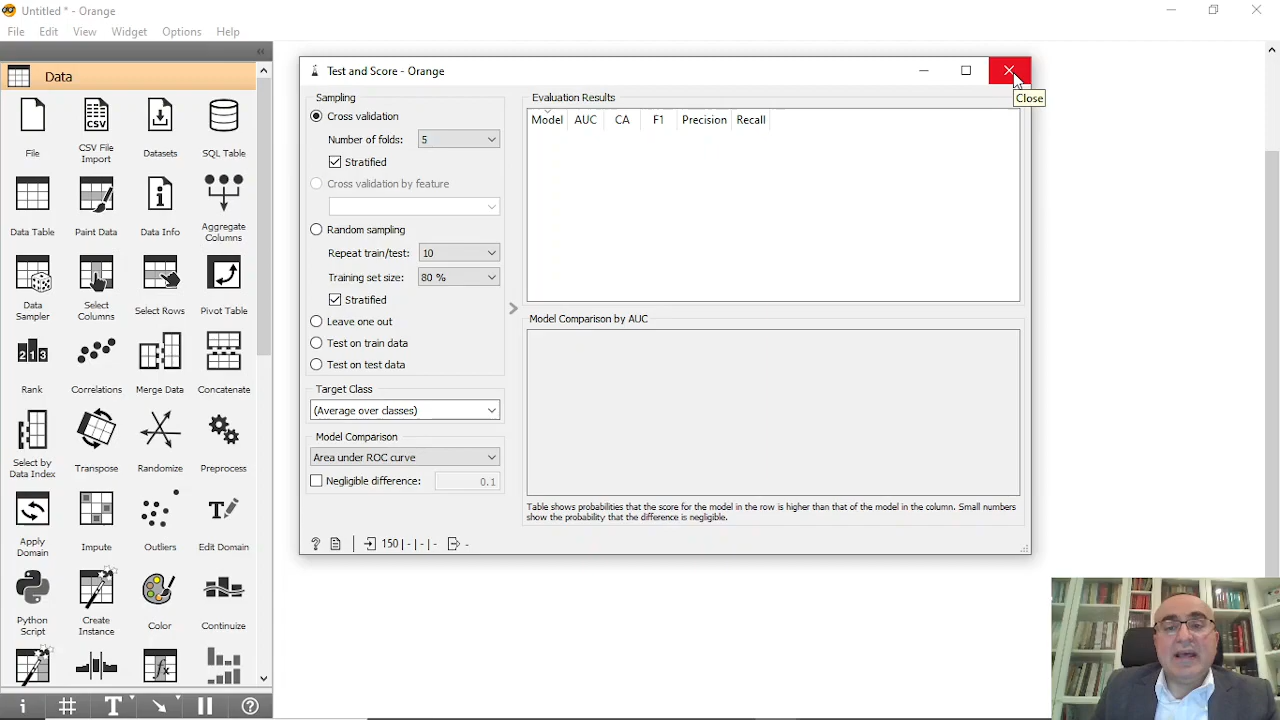 Untitled * - Orange
File Edit View Widget Options Help
Data
File
CSV File
Import
Datasets
SQL Table
Data Table
Paint Data
Data Info
Aggregate
Columns
Data
Sampler
Select
Columns
Select Rows
Pivot Table
Rank
Correlations
Merge Data
Concatenate
Select by
Data Index
Transpose
Randomize
Preprocess
Apply
Domain
Impute
Outliers
Edit Domain
Python
Script
Create
Instance
Color
Continuize
Test and Score - Orange
Close
Sampling
Cross validation
Number of folds: 5
Stratified
Cross validation by feature
Random sampling
Repeat train/test: 10
Training set size: 80 %
Stratified
Leave one out
Test on train data
Test on test data
Target Class
(Average over classes)
Model Comparison
Area under ROC curve
Negligible difference: 0.1
Evaluation Results
Model AUC CA F1 Precision Recall
Model Comparison by AUC
Table shows probabilities that the score for the model in the row is higher than that of the model in the column. Small numbers
show the probability that the difference is negligible.
150 | - | - | - -